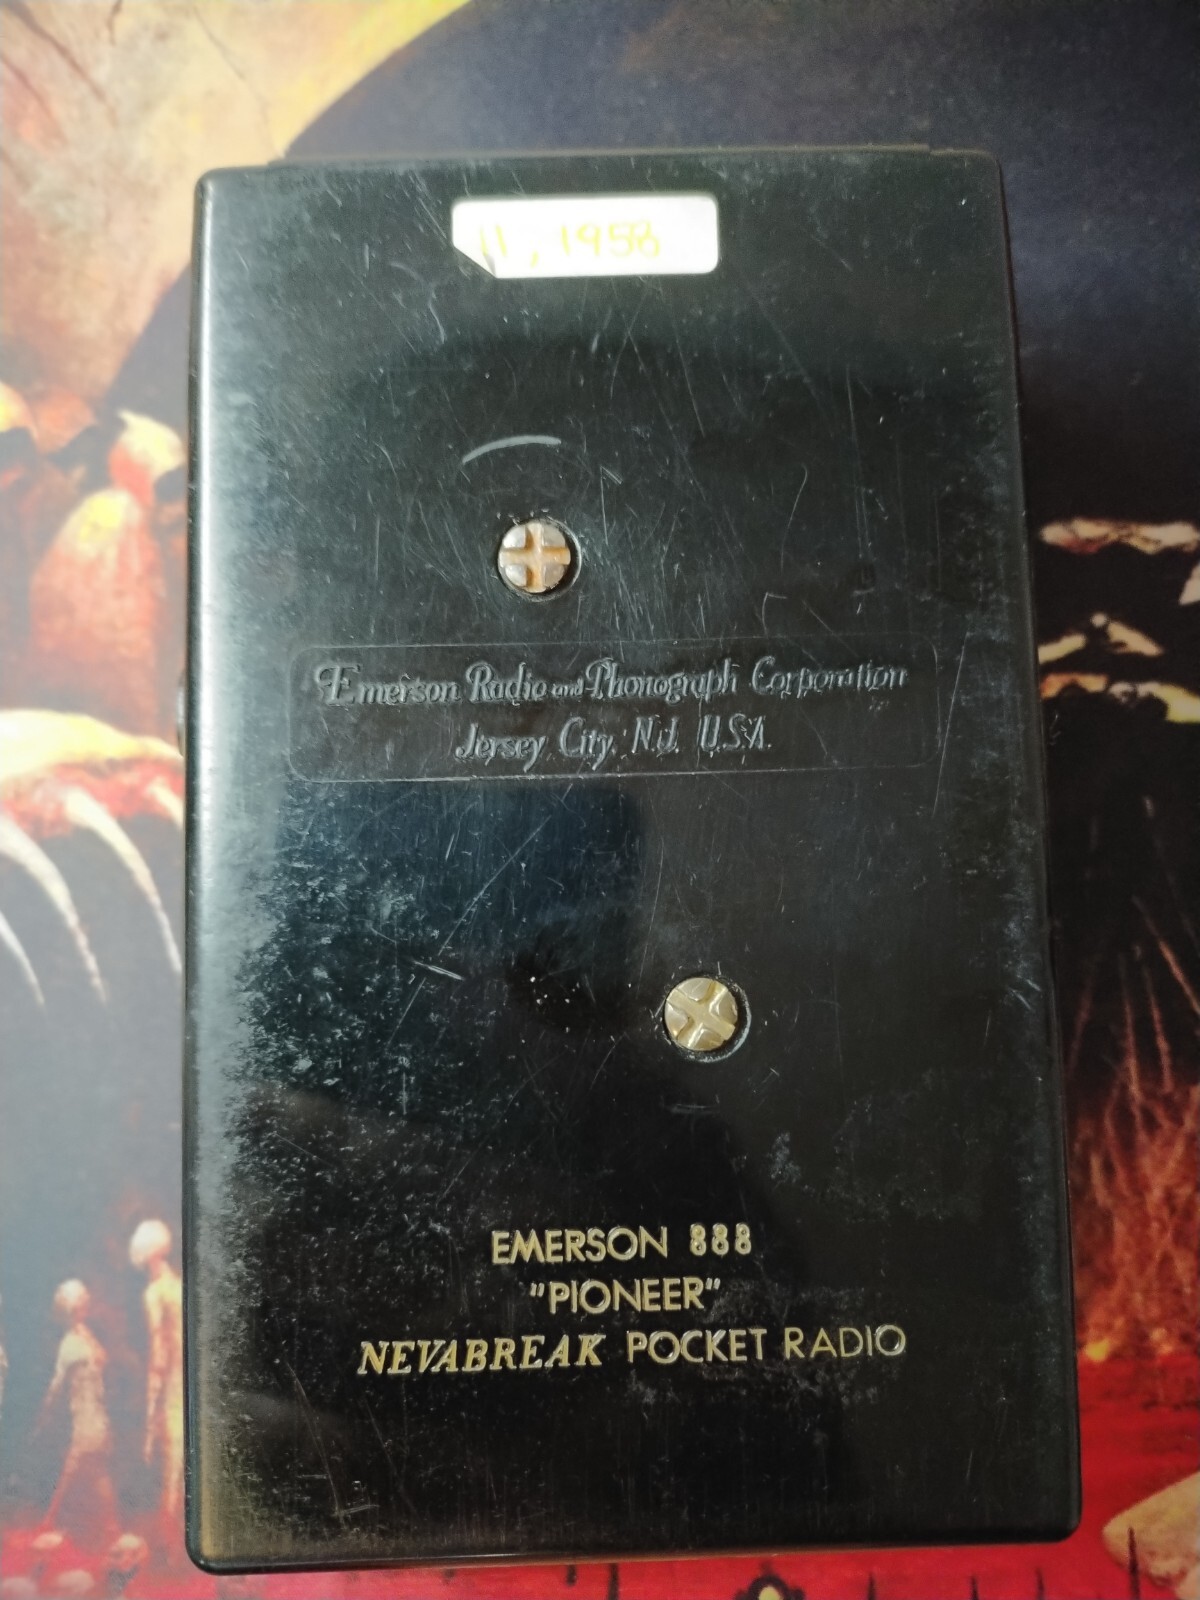 11, 1958
Emerson Radio and Phonograph Corporation
Jersey City, N.J. U.S.A.
EMERSON 888
"PIONEER"
NEVABREAK POCKET RADIO